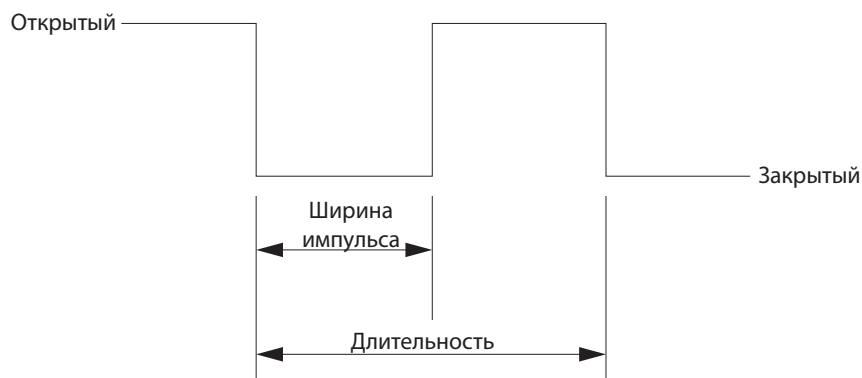 Открытый
Закрытый
Ширина
импульса
Длительность